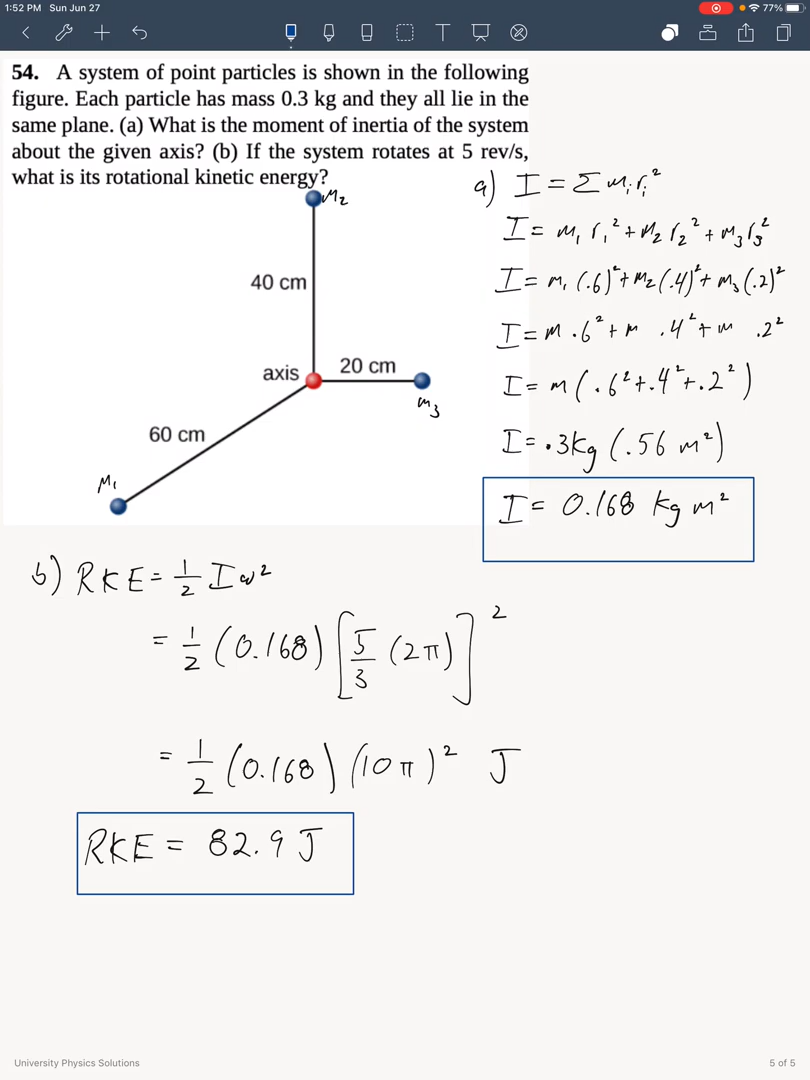 1:52 PM Sun Jun 27
77%
54. A system of point particles is shown in the following
figure. Each particle has mass 0.3 kg and they all lie in the
same plane. (a) What is the moment of inertia of the system
about the given axis? (b) If the system rotates at 5 rev/s,
what is its rotational kinetic energy?
M₂
40 cm
axis
20 cm
m₃
60 cm
M₁
a) I = Σ mᵢrᵢ²
I = m₁ r₁² + M₂ r₂² + m₃ r₃²
I = m₁ (.6)² + M₂ (.4)² + m₃ (.2)²
I = m .6² + m .4² + m .2²
I = m (.6² + .4² + .2²)
I = .3kg (.56 m²)
I = 0.168 kg m²
b) RKE = 1/2 I ω²
= 1/2 (0.168) [5/3 (2π)]²
= 1/2 (0.168) (10π)² J
RKE = 82.9 J
University Physics Solutions
5 of 5